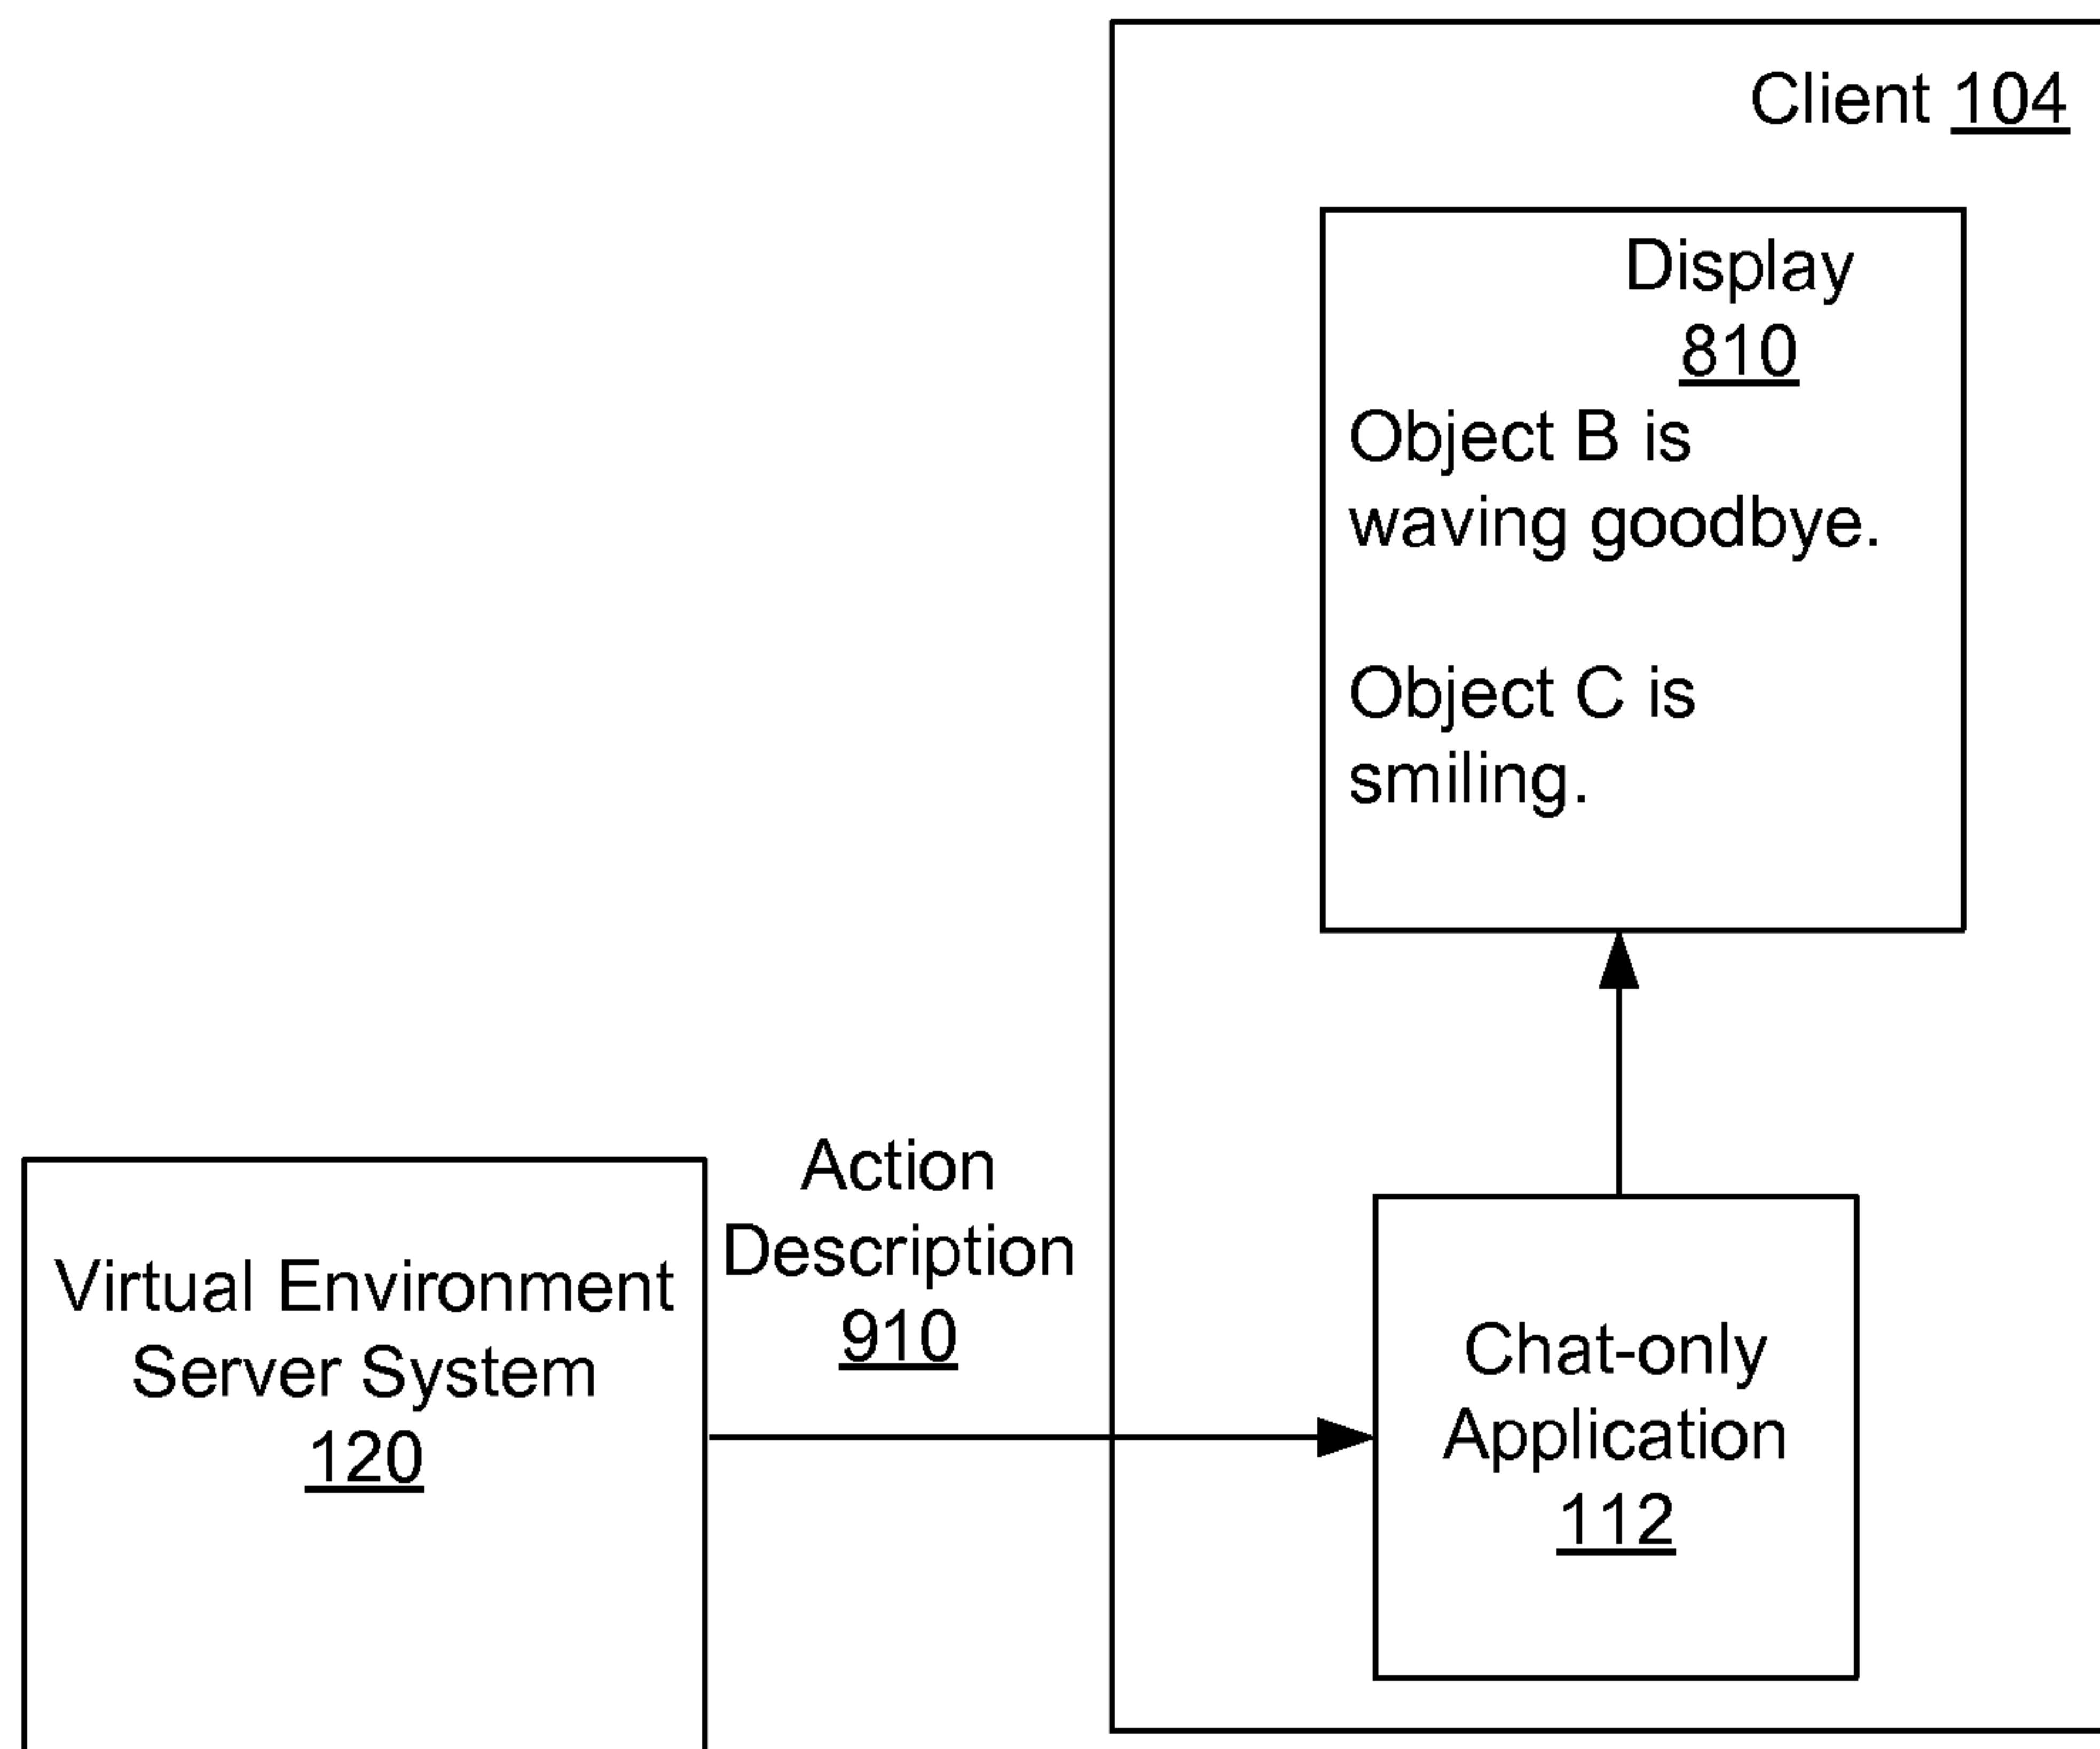 Client 104
Display
810
Object B is
waving goodbye.
Object C is
smiling.
Action
Description
910
Virtual Environment
Server System
120
Chat-only
Application
112